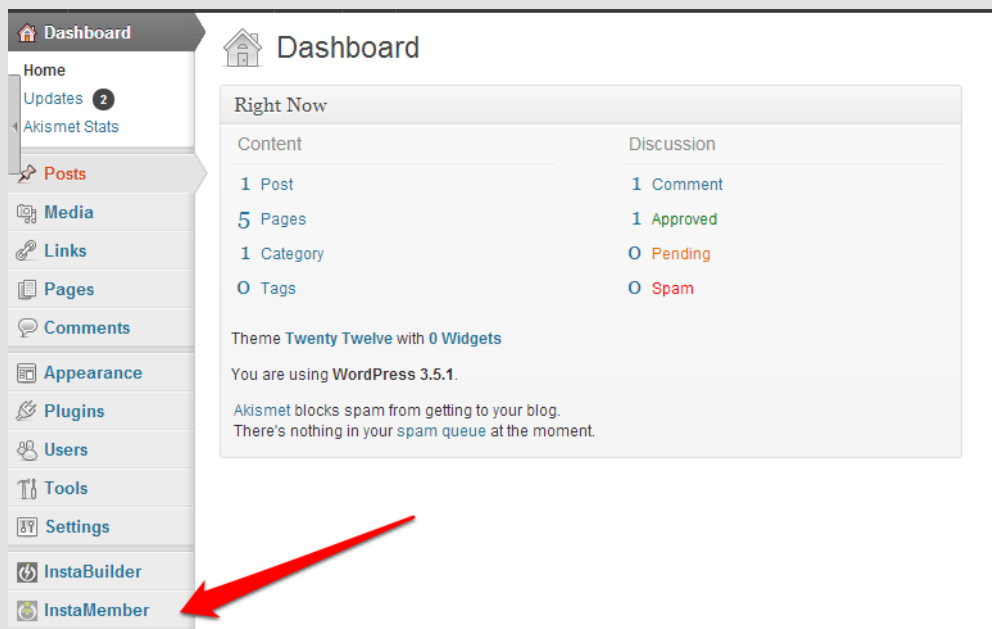 Dashboard
Home
Updates 2
Akismet Stats
Posts
Media
Links
Pages
Comments
Appearance
Plugins
Users
Tools
Settings
InstaBuilder
InstaMember
Dashboard
Right Now
Content
1 Post
5 Pages
1 Category
0 Tags
Discussion
1 Comment
1 Approved
0 Pending
0 Spam
Theme Twenty Twelve with 0 Widgets
You are using WordPress 3.5.1.
Akismet blocks spam from getting to your blog.
There's nothing in your spam queue at the moment.